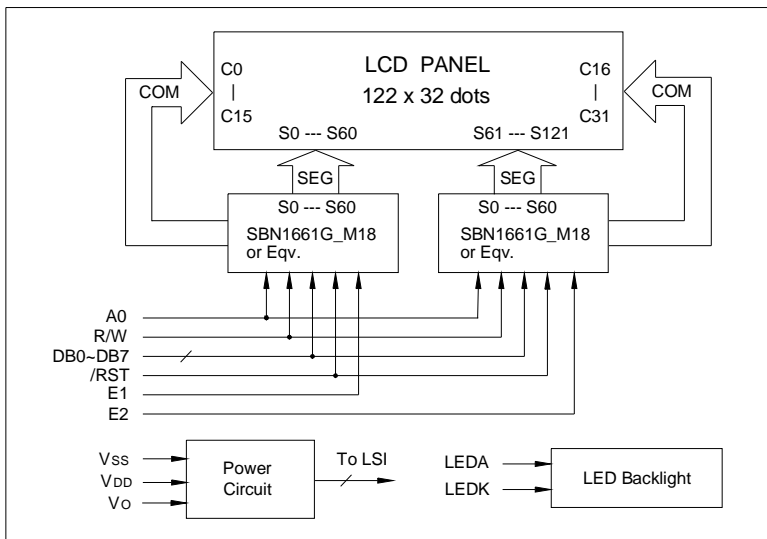 LCD PANEL
122 x 32 dots
C0
|
C15
C16
|
C31
COM
COM
S0 --- S60
S61 --- S121
SEG
SEG
S0 --- S60
SBN1661G_M18
or Eqv.
S0 --- S60
SBN1661G_M18
or Eqv.
A0
R/W
DB0~DB7
/RST
E1
E2
VSS
VDD
VO
Power
Circuit
To LSI
LEDA
LEDK
LED Backlight